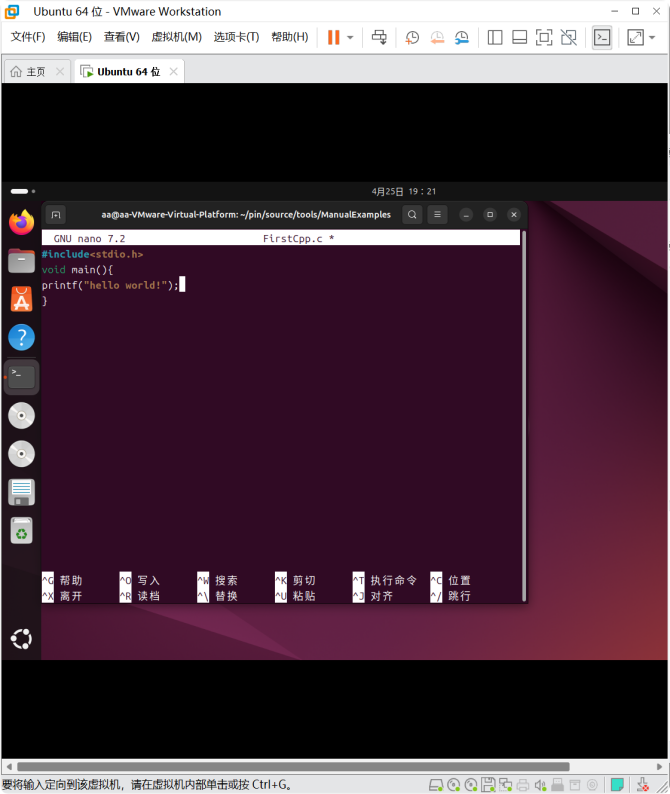 Ubuntu 64 位 - VMware Workstation
文件(F) 编辑(E) 查看(V) 虚拟机(M) 选项卡(T) 帮助(H)
主页 Ubuntu 64 位
4月25日 19：21
aa@aa-VMware-Virtual-Platform: ~/pin/source/tools/ManualExamples
GNU nano 7.2 FirstCpp.c *
#include<stdio.h>
void main(){
printf("hello world!");
}
^G 帮助 ^O 写入 ^W 搜索 ^K 剪切 ^T 执行命令 ^C 位置
^X 离开 ^R 读档 ^\ 替换 ^U 粘贴 ^J 对齐 ^/ 跳行
要将输入定向到该虚拟机，请在虚拟机内部单击或按 Ctrl+G。